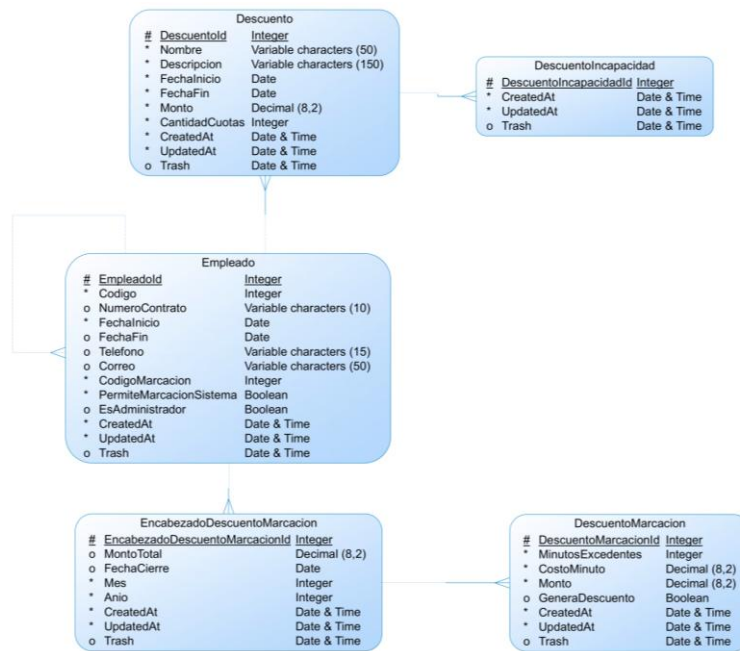 Descuento
# DescuentoId Integer
* Nombre Variable characters (50)
* Descripcion Variable characters (150)
* FechaInicio Date
* FechaFin Date
* Monto Decimal (8,2)
* CantidadCuotas Integer
* CreatedAt Date & Time
* UpdatedAt Date & Time
o Trash Date & Time
DescuentoIncapacidad
# DescuentoIncapacidadId Integer
* CreatedAt Date & Time
* UpdatedAt Date & Time
o Trash Date & Time
Empleado
# EmpleadoId Integer
* Codigo Integer
o NumeroContrato Variable characters (10)
* FechaInicio Date
o FechaFin Date
o Telefono Variable characters (15)
o Correo Variable characters (50)
* CodigoMarcacion Integer
* PermiteMarcacionSistema Boolean
o EsAdministrador Boolean
* CreatedAt Date & Time
* UpdatedAt Date & Time
o Trash Date & Time
EncabezadoDescuentoMarcacion
# EncabezadoDescuentoMarcacionId Integer
o MontoTotal Decimal (8,2)
o FechaCierre Date
* Mes Integer
* Anio Integer
* CreatedAt Date & Time
* UpdatedAt Date & Time
o Trash Date & Time
DescuentoMarcacion
# DescuentoMarcacionId Integer
* MinutosExcedentes Integer
* CostoMinuto Decimal (8,2)
* Monto Decimal (8,2)
o GeneraDescuento Boolean
* CreatedAt Date & Time
* UpdatedAt Date & Time
o Trash Date & Time